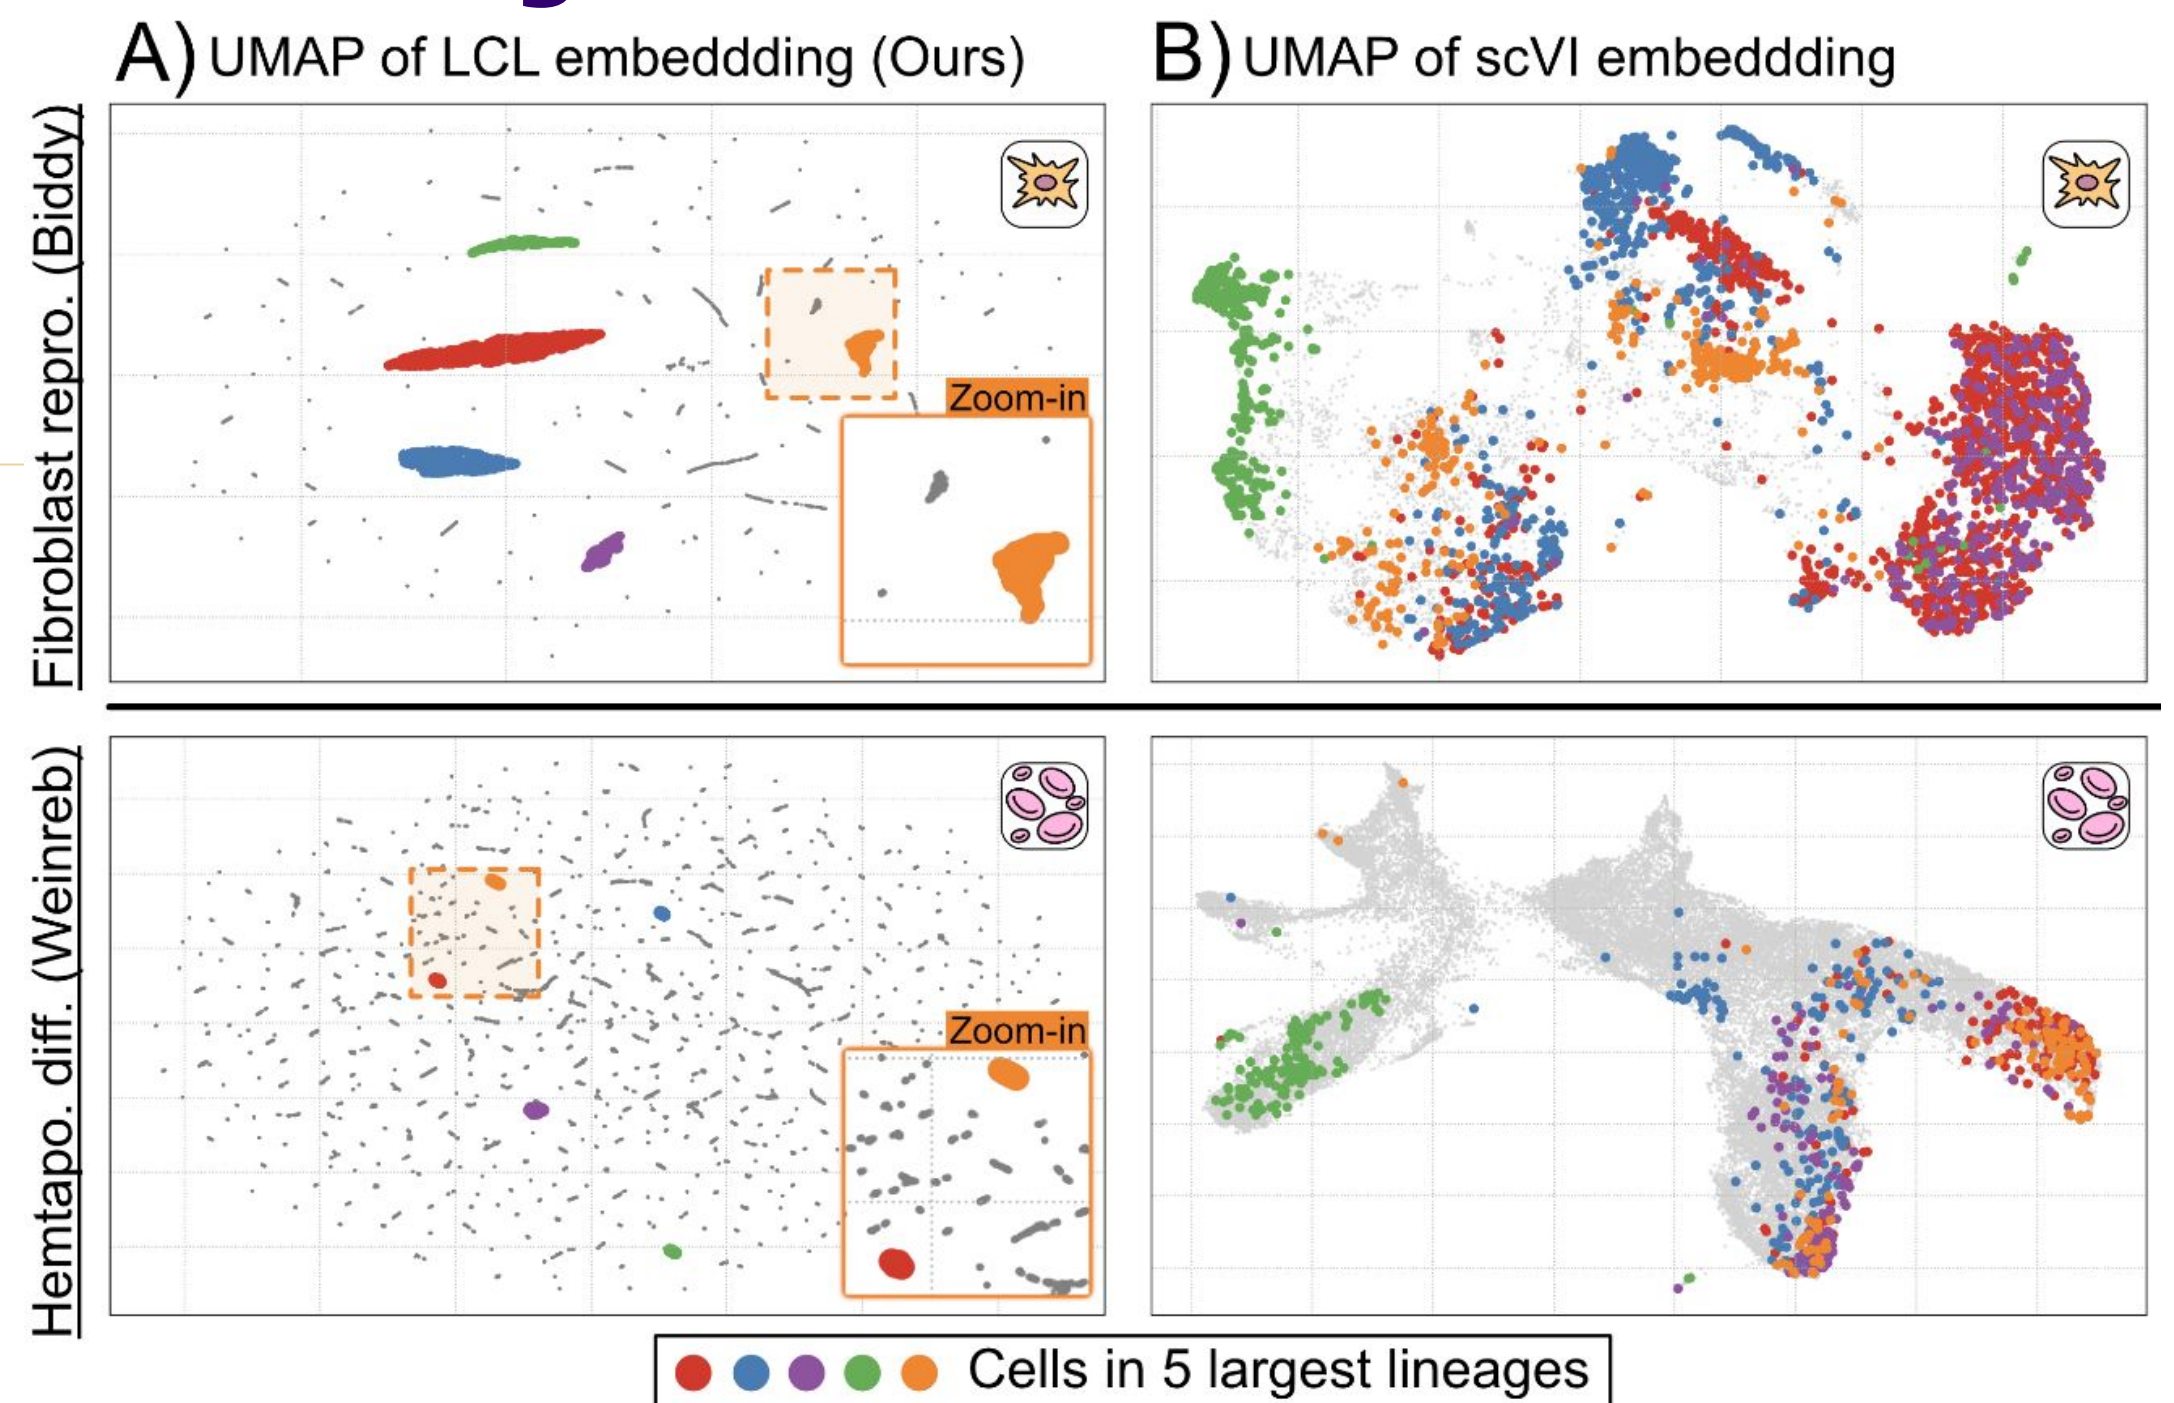 A) UMAP of LCL embeddding (Ours)
B) UMAP of scVI embeddding
Fibroblast repro. (Biddy)
Zoom-in
Hemtapo. diff. (Weinreb)
Zoom-in
Cells in 5 largest lineages